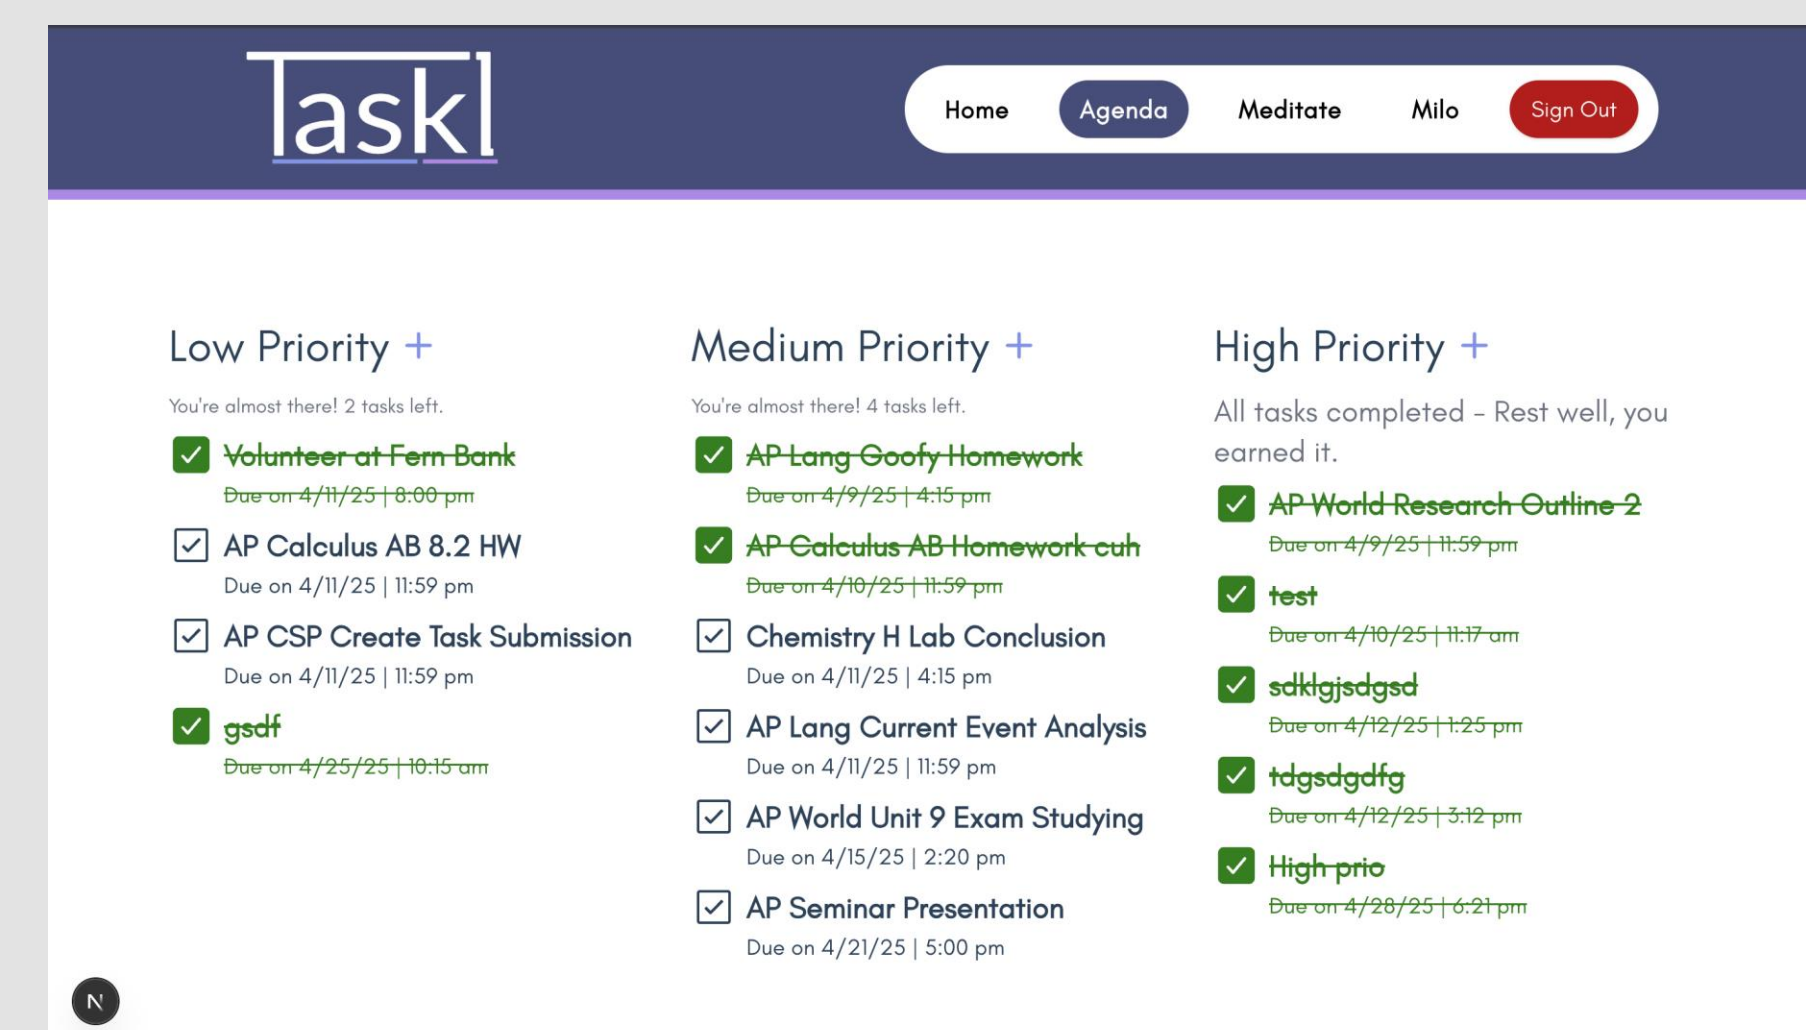 Taskl
Home
Agenda
Meditate
Milo
Sign Out
Low Priority +
You're almost there! 2 tasks left.
Volunteer at Fern Bank
Due on 4/11/25 | 8:00 pm
AP Calculus AB 8.2 HW
Due on 4/11/25 | 11:59 pm
AP CSP Create Task Submission
Due on 4/11/25 | 11:59 pm
gsdf
Due on 4/25/25 | 10:15 am
Medium Priority +
You're almost there! 4 tasks left.
AP Lang Goofy Homework
Due on 4/9/25 | 4:15 pm
AP Calculus AB Homework cuh
Due on 4/10/25 | 11:59 pm
Chemistry H Lab Conclusion
Due on 4/11/25 | 4:15 pm
AP Lang Current Event Analysis
Due on 4/11/25 | 11:59 pm
AP World Unit 9 Exam Studying
Due on 4/15/25 | 2:20 pm
AP Seminar Presentation
Due on 4/21/25 | 5:00 pm
High Priority +
All tasks completed - Rest well, you
earned it.
AP World Research Outline 2
Due on 4/9/25 | 11:59 pm
test
Due on 4/10/25 | 11:17 am
sdklgjsdgsd
Due on 4/12/25 | 1:25 pm
tdgsdgdfg
Due on 4/12/25 | 3:12 pm
High prio
Due on 4/28/25 | 6:21 pm
N